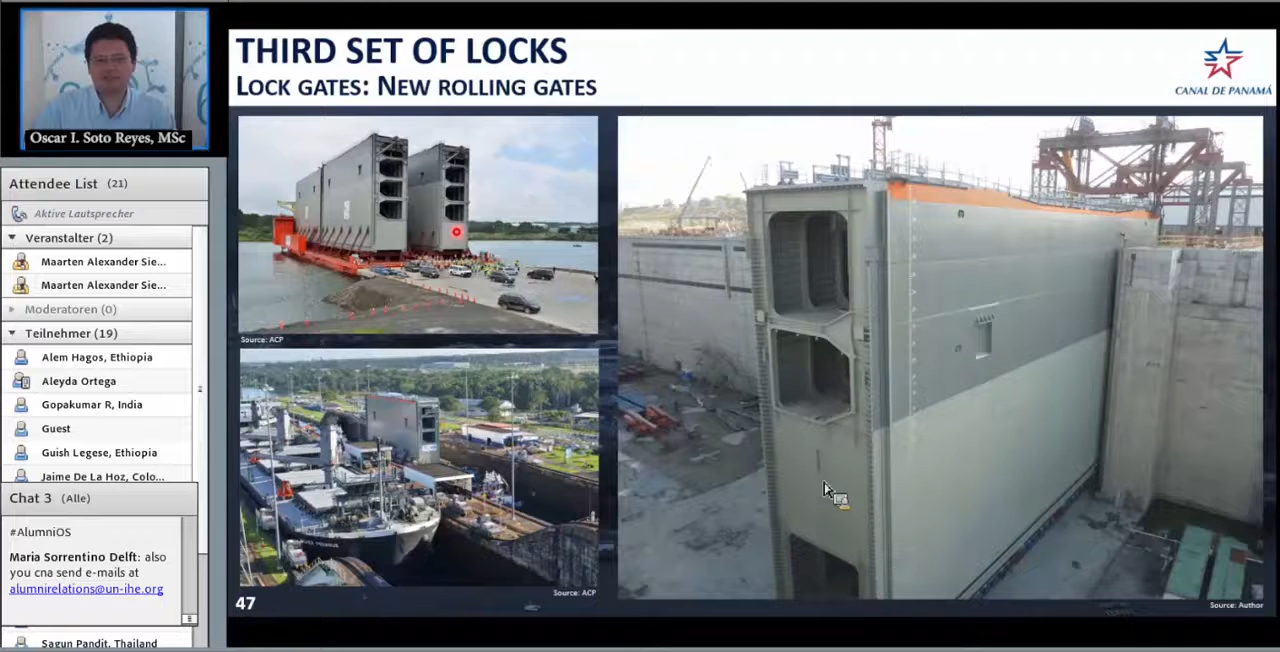 Oscar I. Soto Reyes, MSc
THIRD SET OF LOCKS
LOCK GATES: NEW ROLLING GATES
CANAL DE PANAMÁ
Attendee List (21)
Aktive Lautsprecher
Veranstalter (2)
Maarten Alexander Sie...
Maarten Alexander Sie...
Moderatoren (0)
Teilnehmer (19)
Alem Hagos, Ethiopia
Aleyda Ortega
Gopakumar R, India
Guest
Guish Legese, Ethiopia
Jaime De La Hoz, Colo...
Chat 3 (Alle)
#AlumniOS
Maria Sorrentino Delft: also
you cna send e-mails at
alumnirelations@un-ihe.org
Sagun Pandit, Thailand
Source: ACP
Source: ACP
47
Source: Author